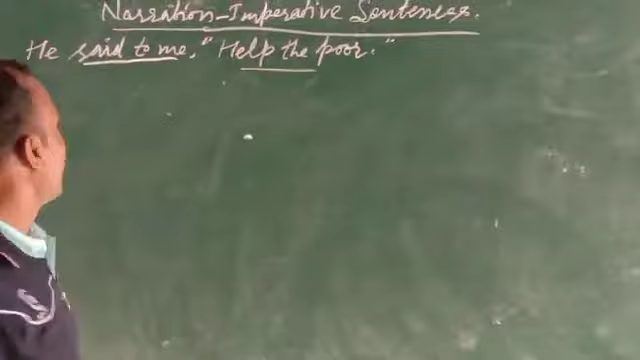 Narration-Imperative Sentences.
He said to me, "Help the poor."